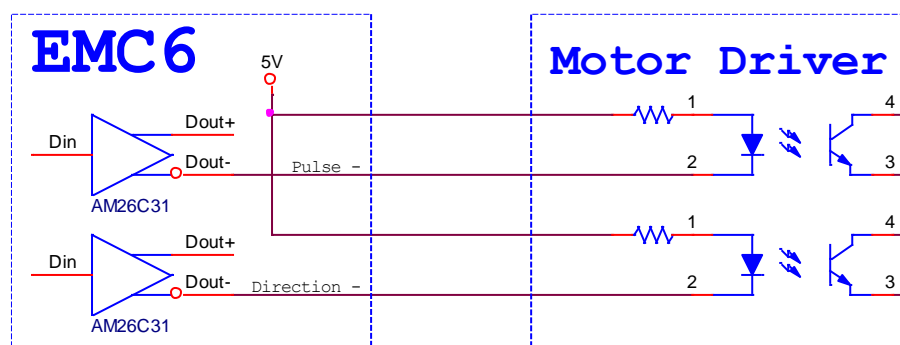 EMC6
Motor Driver
5V
1
4
Dout+
Din
Dout-
Pulse -
2
3
AM26C31
1
4
Dout+
Din
Dout-
Direction -
2
3
AM26C31